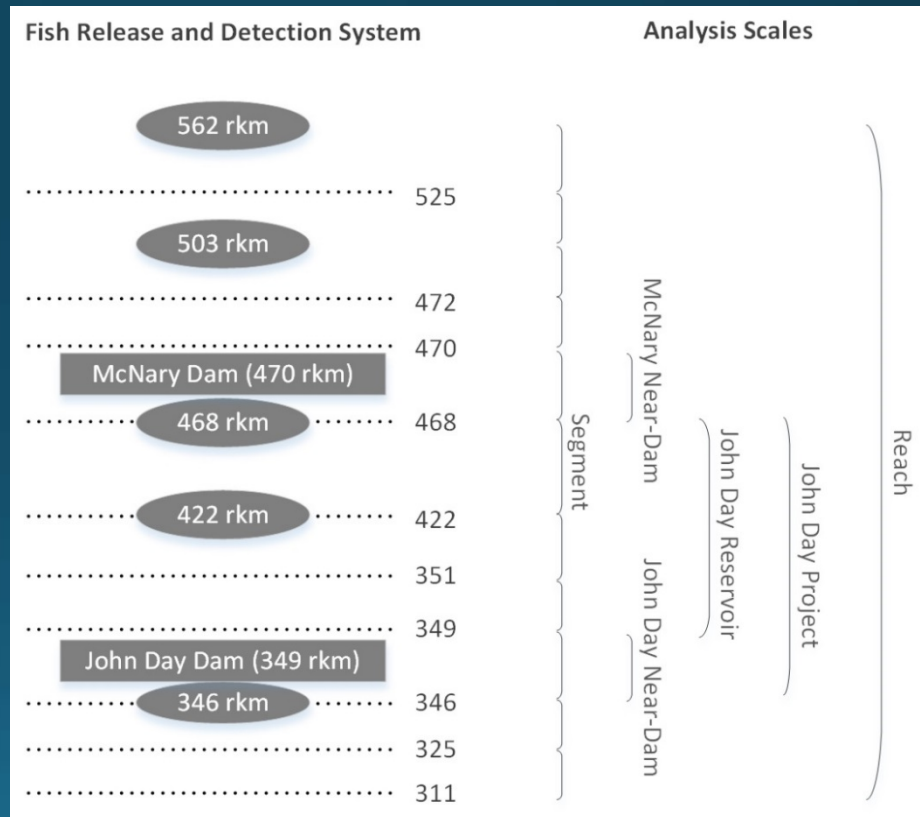 Fish Release and Detection System
Analysis Scales
562 rkm
525
503 rkm
472
470
McNary Dam (470 rkm)
468 rkm
468
422 rkm
422
351
349
John Day Dam (349 rkm)
346 rkm
346
325
311
Segment
McNary Near-Dam
John Day Near-Dam
John Day Reservoir
John Day Project
Reach